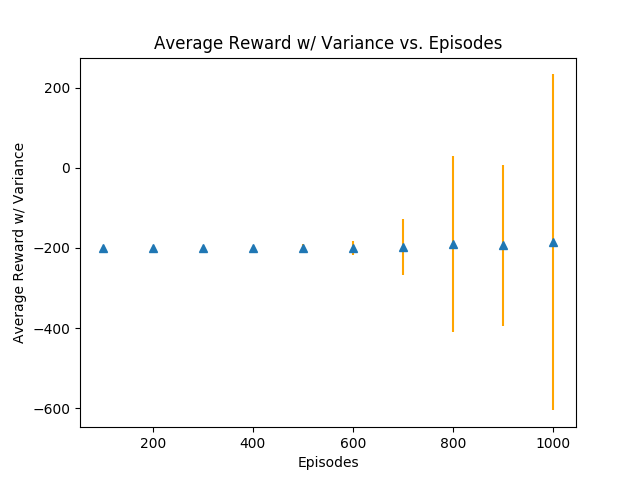 Average Reward w/ Variance vs. Episodes
Average Reward w/ Variance
200
0
−200
−400
−600
200 400 600 800 1000
Episodes